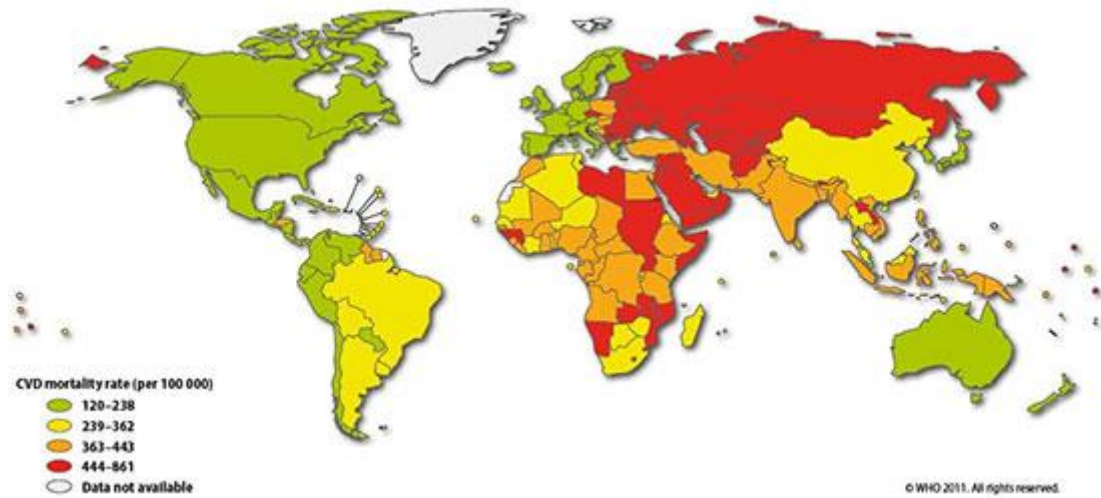 CVD mortality rate (per 100 000)
120–238
239–362
363–443
444–861
Data not available
© WHO 2011. All rights reserved.